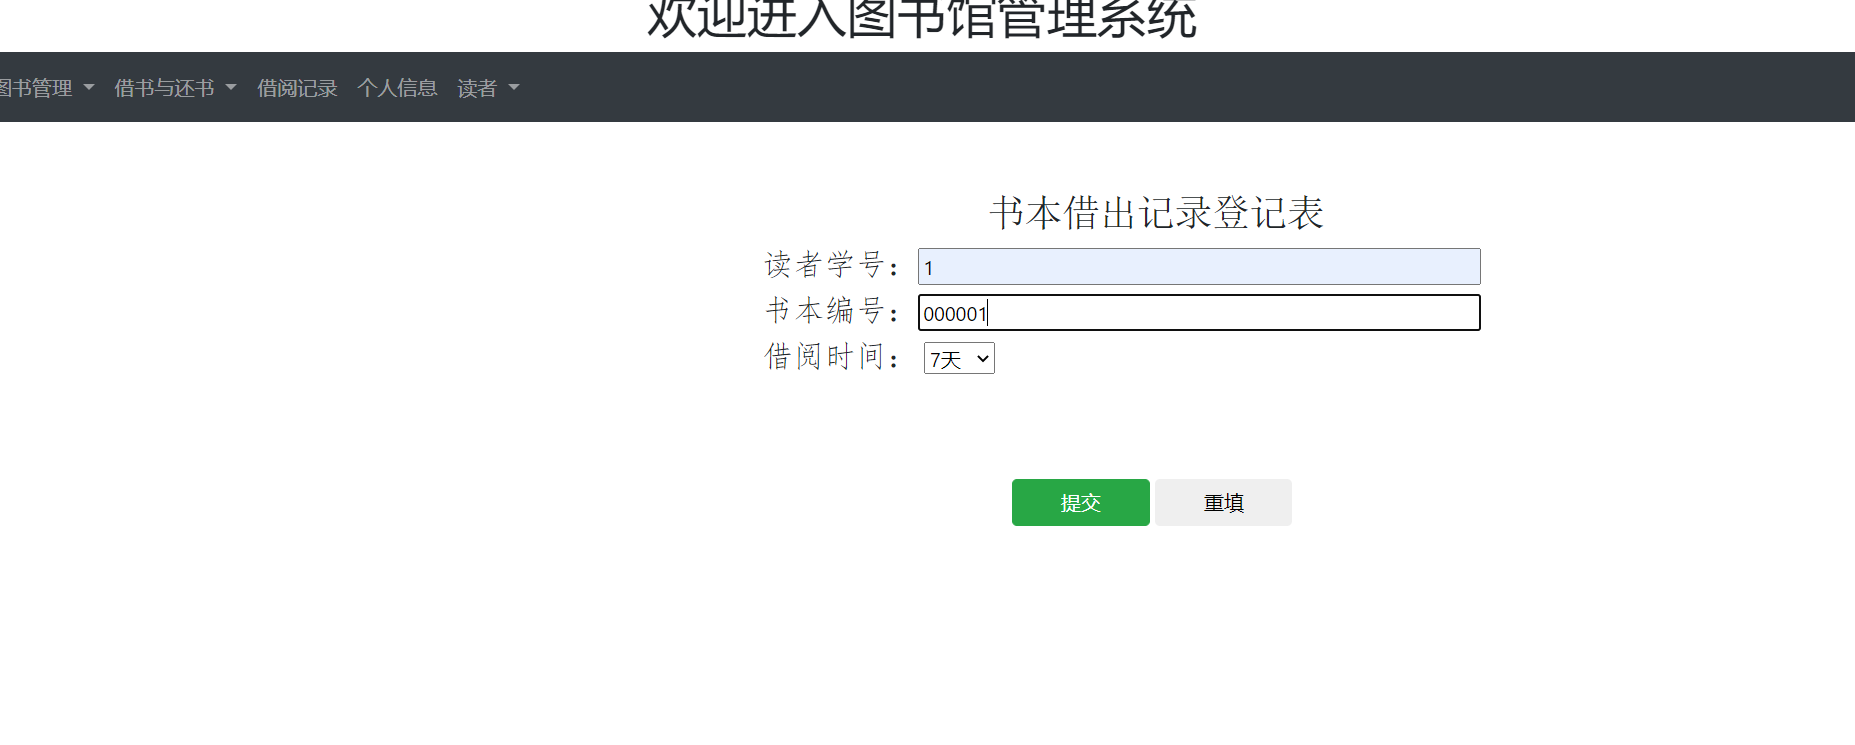 欢迎进入图书馆管理系统
图书管理 借书与还书 借阅记录 个人信息 读者
书本借出记录登记表
读者学号： 1
书本编号： 000001
借阅时间： 7天
提交 重填